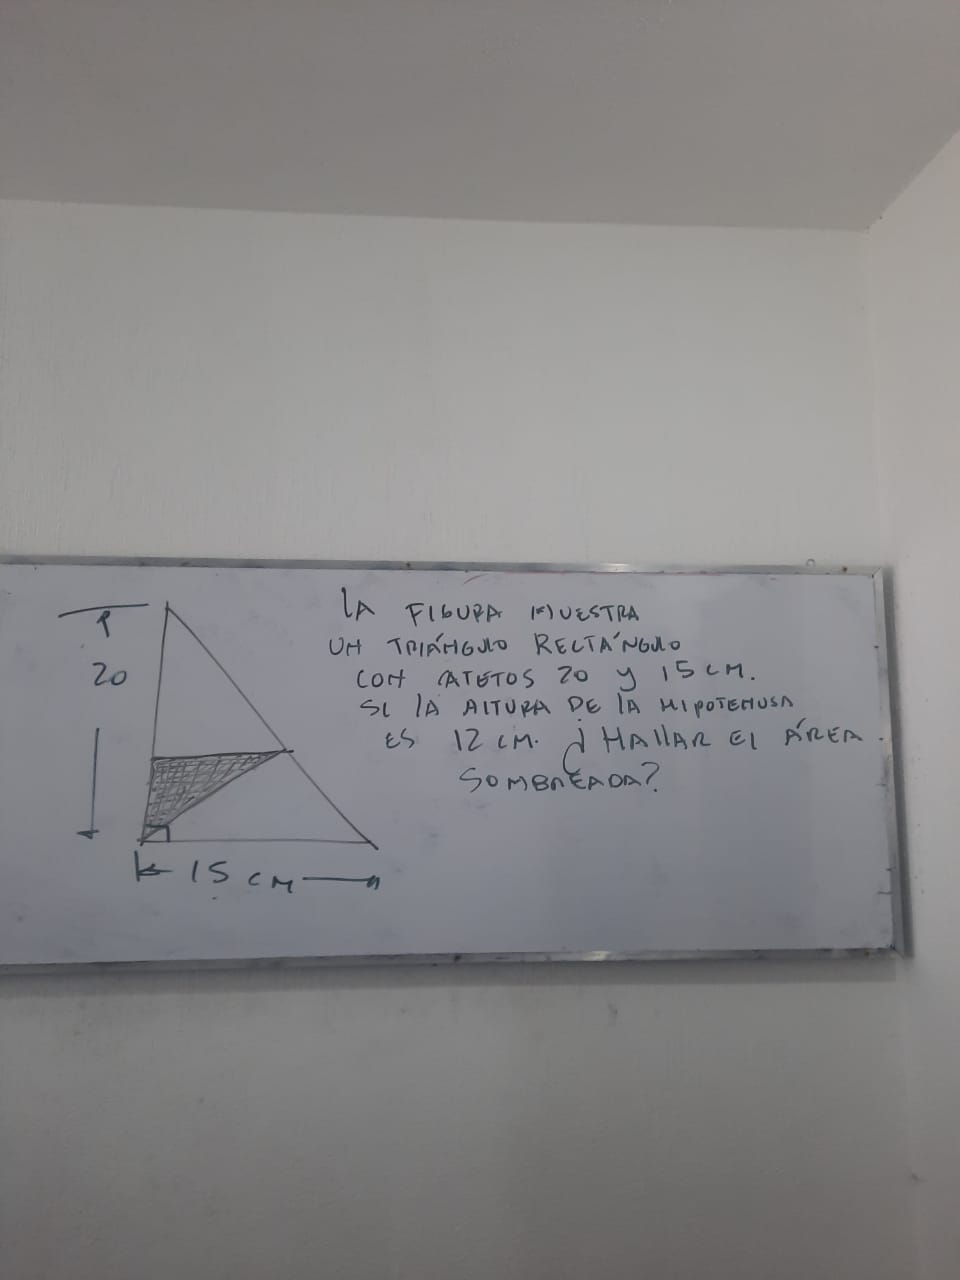 LA FIGURA MUESTRA
UN TRIÁNGULO RECTÁNGULO
CON CATETOS 20 y 15 CM.
SI LA ALTURA DE LA HIPOTENUSA
ES 12 CM. ¿HALLAR EL ÁREA
SOMBREADA?
20
15 CM